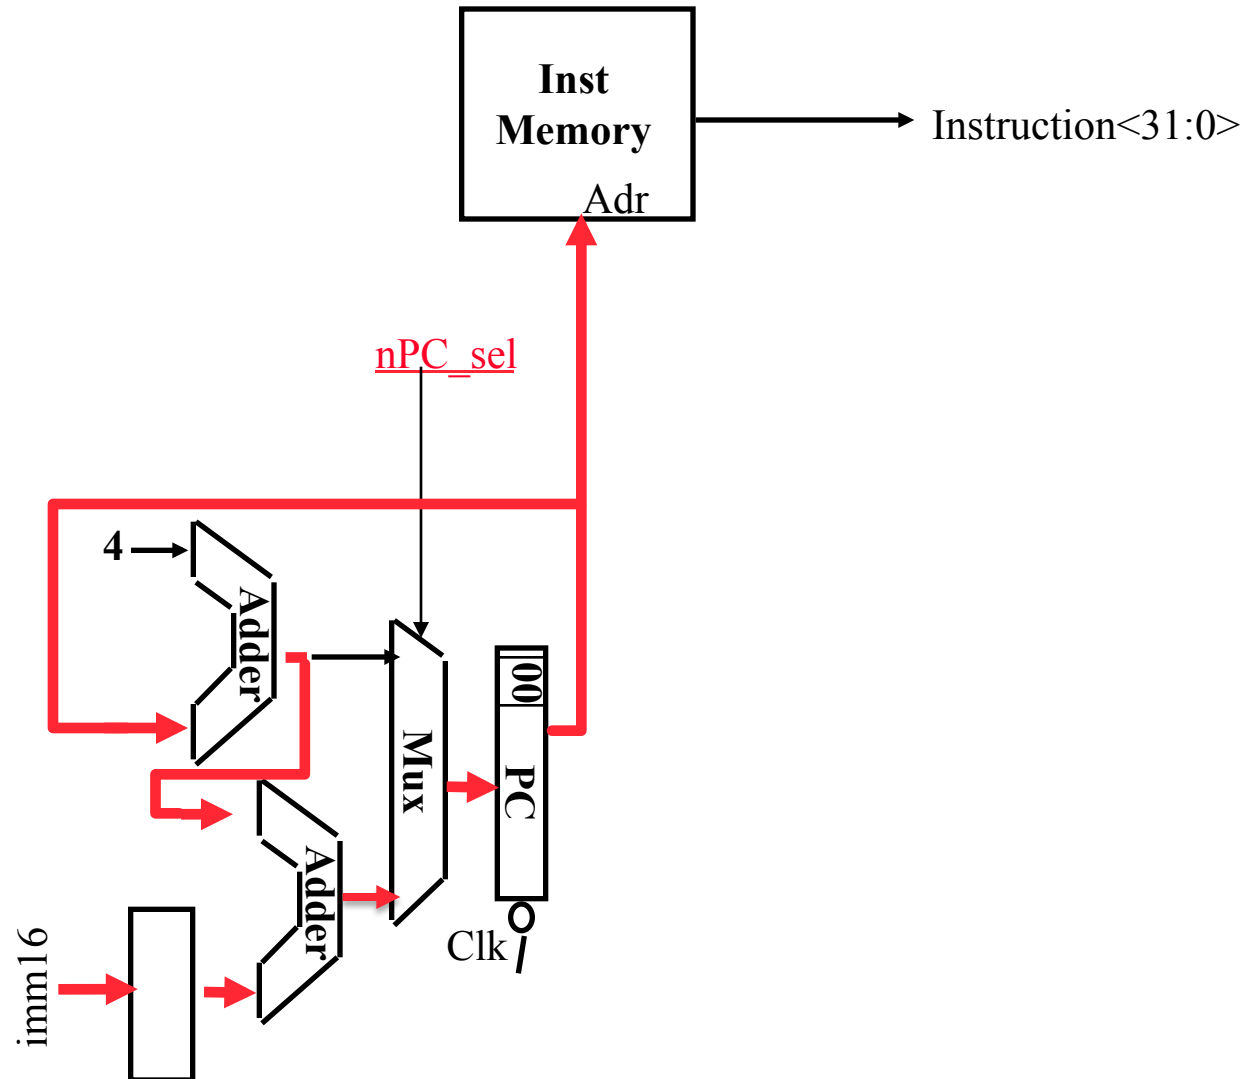 Inst
Memory
Adr
Instruction<31:0>
nPC_sel
4
Adder
00
Mux
PC
Adder
Clk
imm16